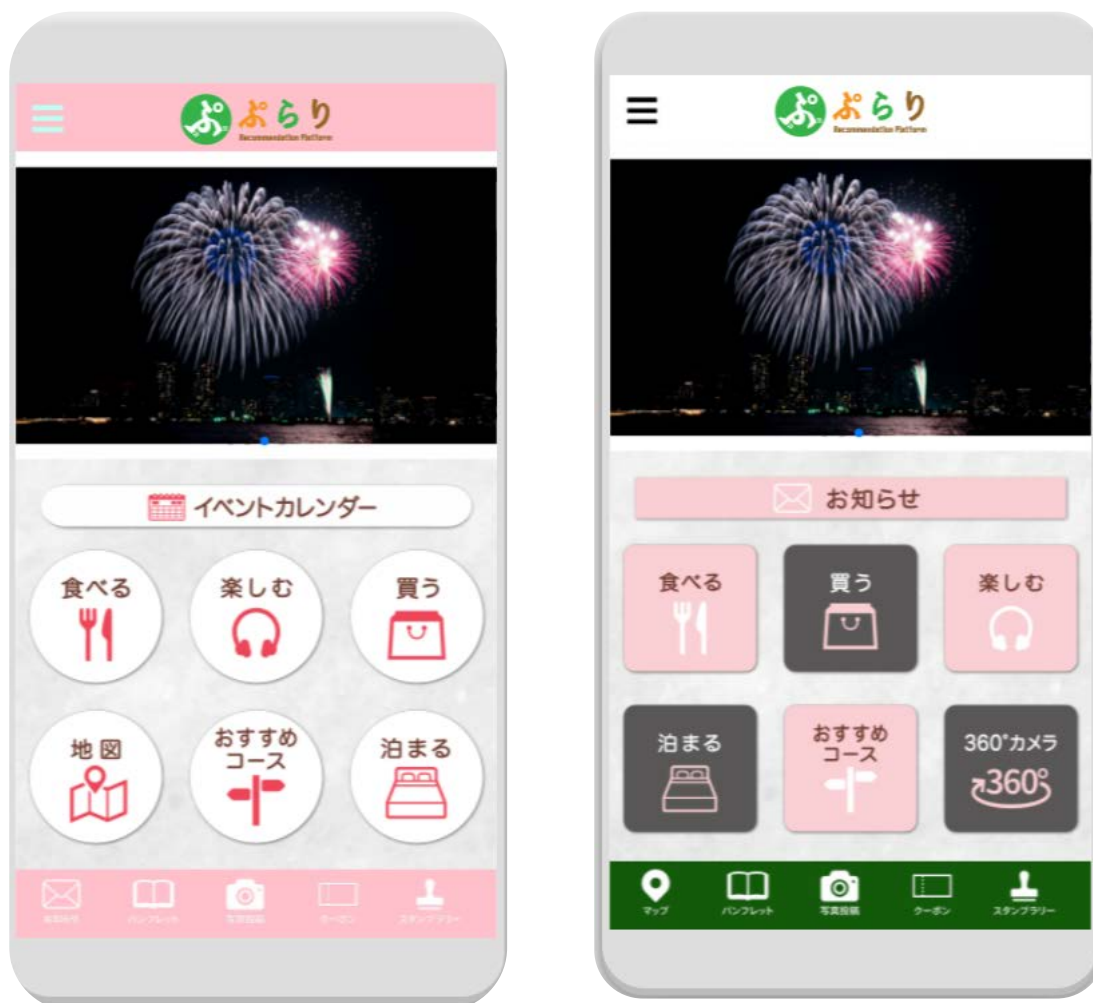 ぷらり
Recommendation Platform
イベントカレンダー
食べる
楽しむ
買う
地図
おすすめ
コース
泊まる
お知らせ
パンフレット
写真投稿
クーポン
スタンプラリー
ぷらり
Recommendation Platform
お知らせ
食べる
買う
楽しむ
泊まる
おすすめ
コース
360°カメラ
360°
マップ
パンフレット
写真投稿
クーポン
スタンプラリー